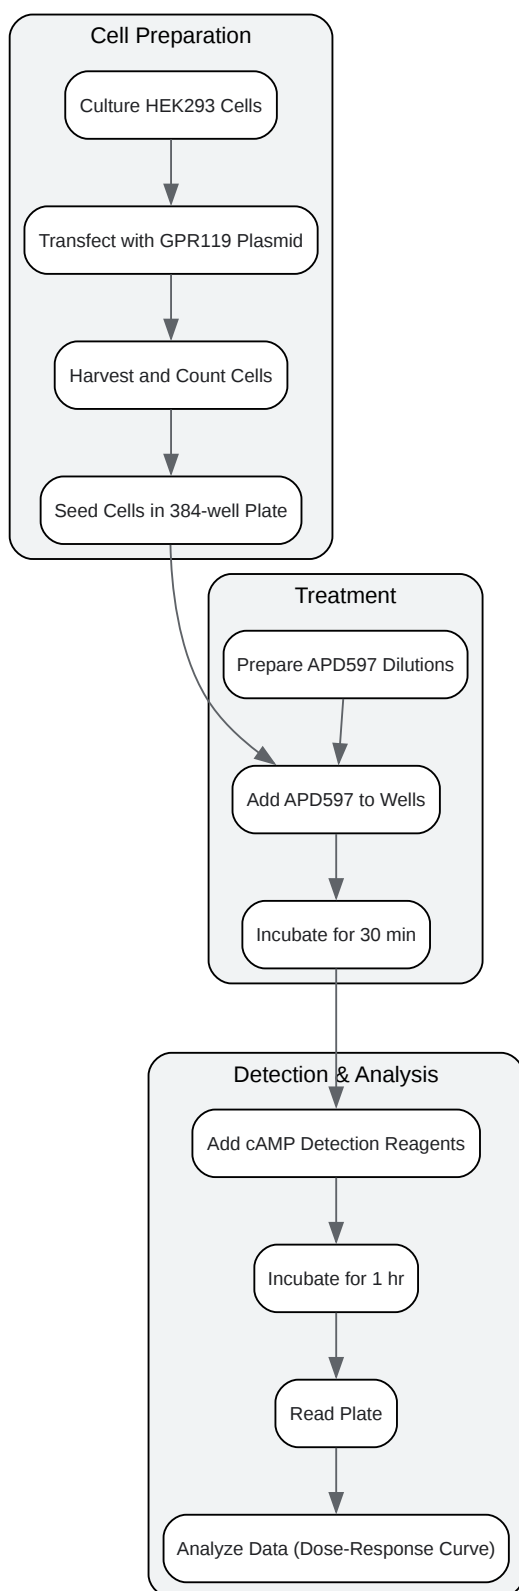 Cell Preparation
Culture HEK293 Cells
Transfect with GPR119 Plasmid
Harvest and Count Cells
Seed Cells in 384-well Plate
Treatment
Prepare APD597 Dilutions
Add APD597 to Wells
Incubate for 30 min
Detection & Analysis
Add cAMP Detection Reagents
Incubate for 1 hr
Read Plate
Analyze Data (Dose-Response Curve)